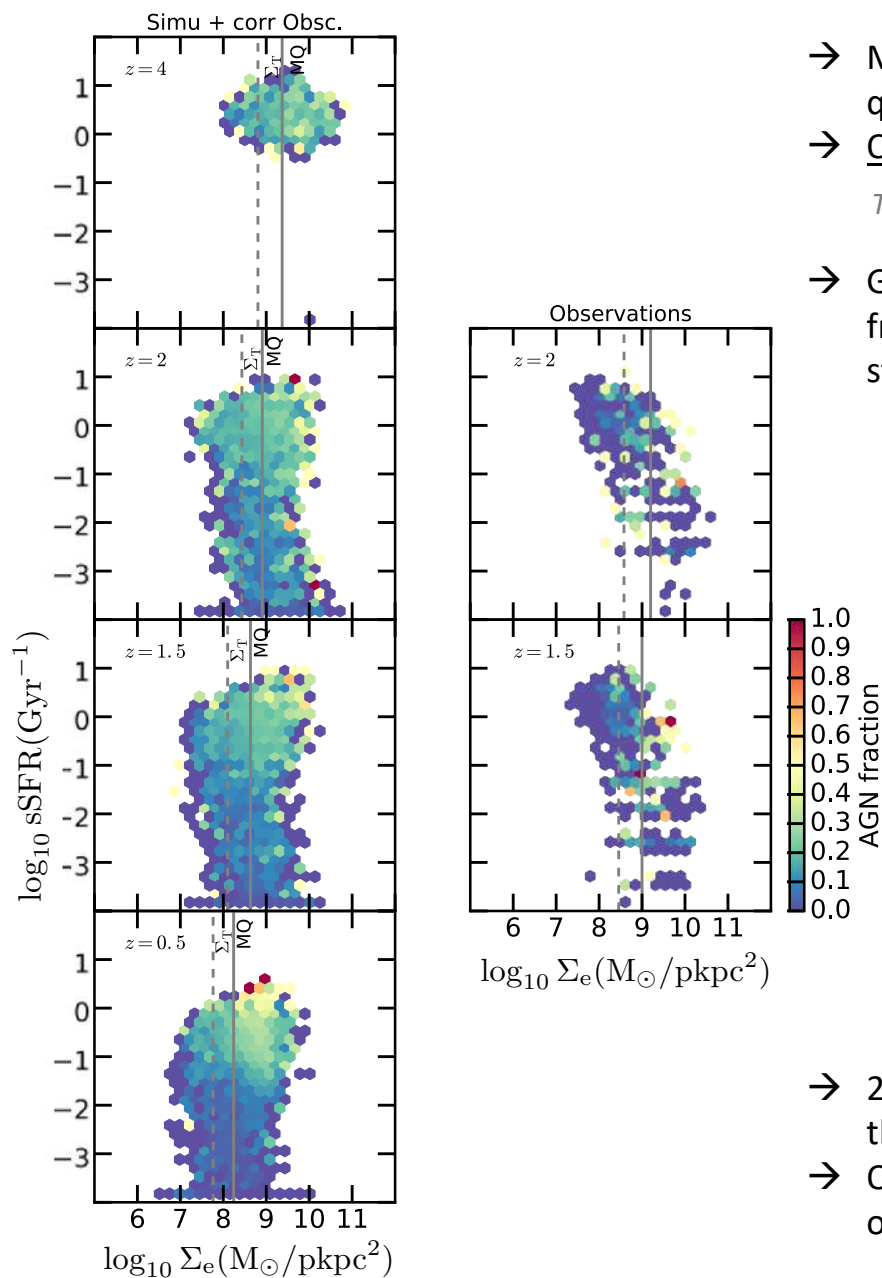 Simu + corr Obsc.
z = 4
Σ_T
MQ
1
0
−1
−2
−3
z = 2
Σ_T
MQ
1
0
−1
−2
−3
z = 1.5
Σ_T
MQ
1
0
-1
-2
-3
z = 0.5
Σ_T
MQ
1
0
−1
−2
−3
log₁₀ sSFR(Gyr⁻¹)
6 7 8 9 10 11
log₁₀ Σₑ(M⊙/pkpc²)
Observations
z = 2
z = 1.5
6 7 8 9 10 11
log₁₀ Σₑ(M⊙/pkpc²)
1.0
0.9
0.8
0.7
0.6
0.5
0.4
0.3
0.2
0.1
0.0
AGN fraction
→ M
q
→
→ G
fr
s
→ 2
th
→
o